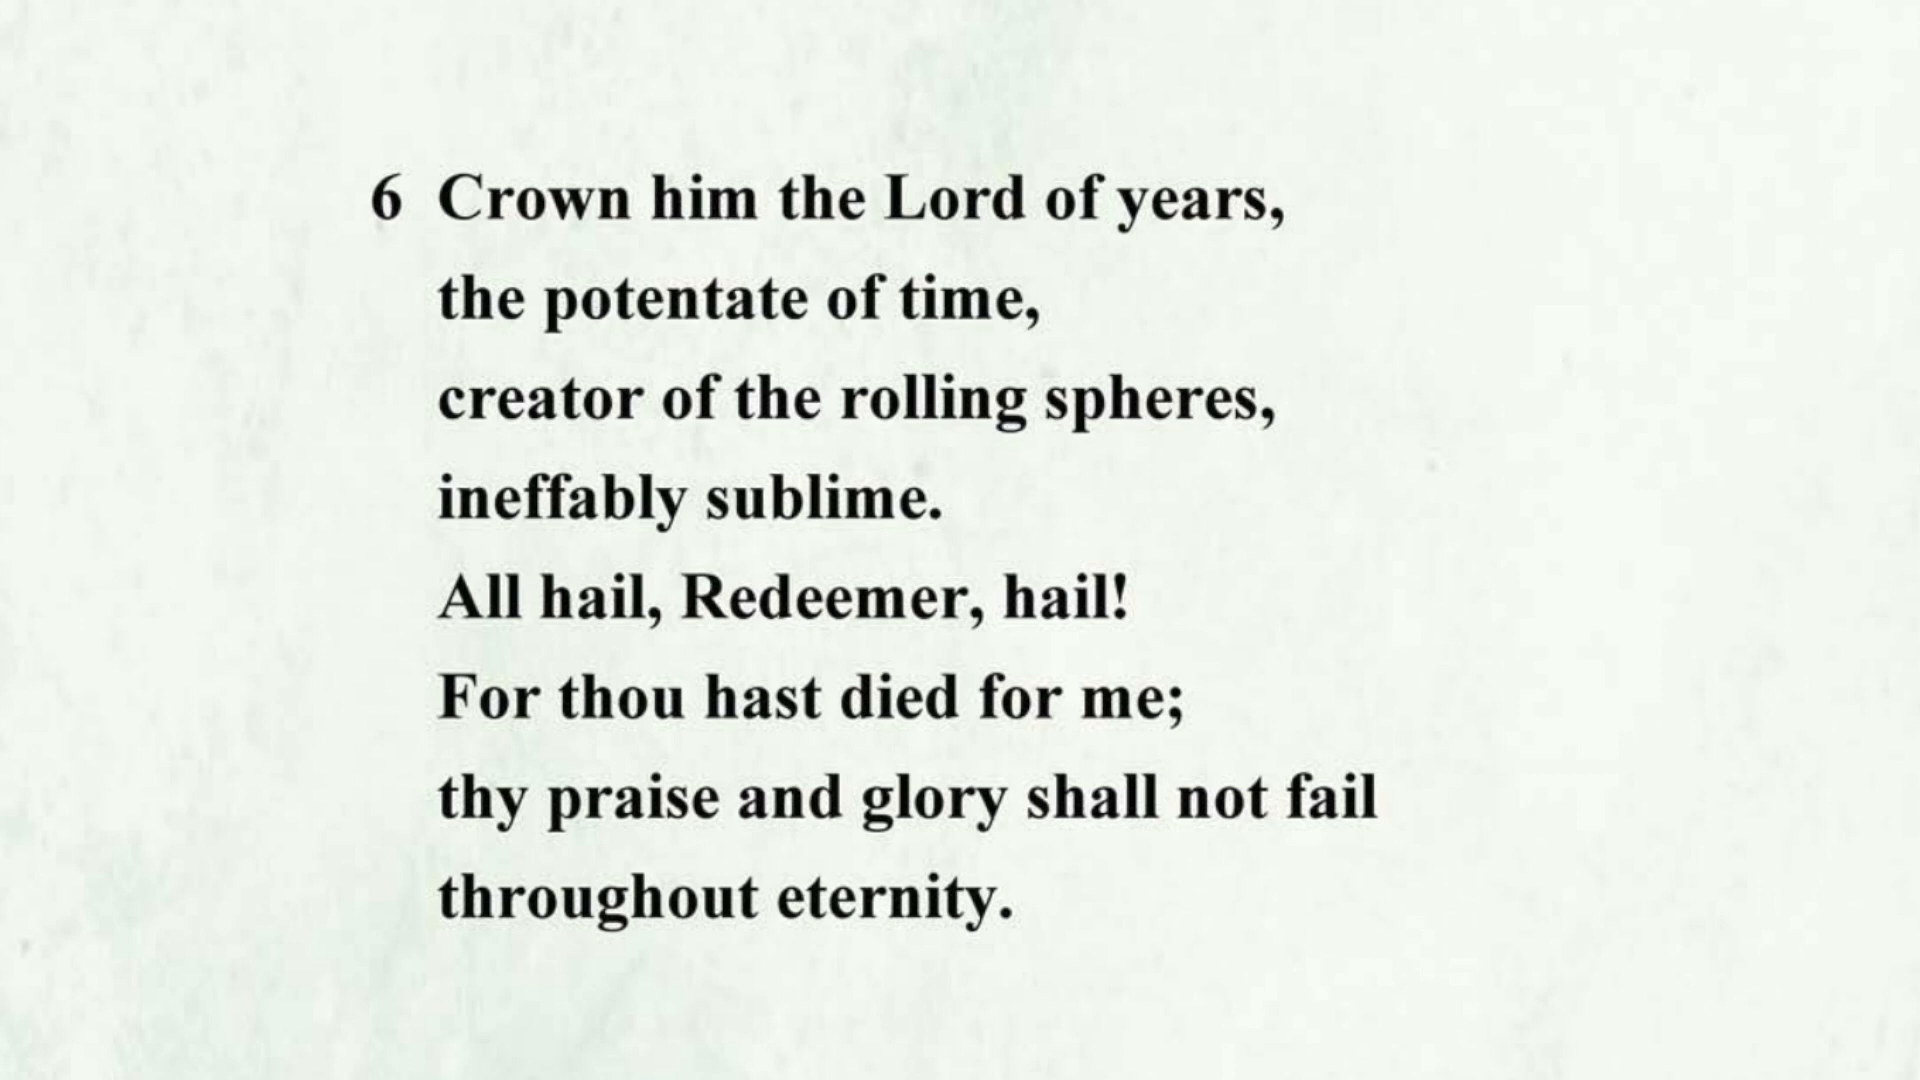 6 Crown him the Lord of years,
the potentate of time,
creator of the rolling spheres,
ineffably sublime.
All hail, Redeemer, hail!
For thou hast died for me;
thy praise and glory shall not fail
throughout eternity.